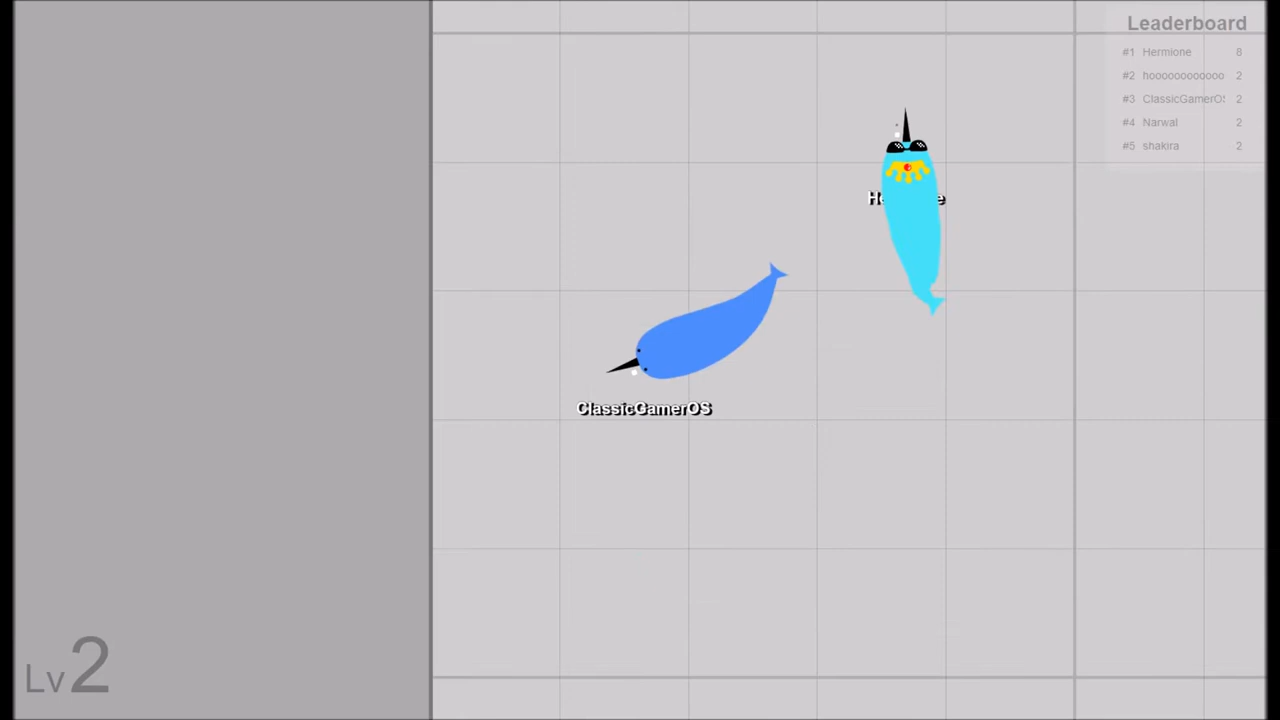 Leaderboard
#1 Hermione 8
#2 hoooooooooooo 2
#3 ClassicGamerOS 2
#4 Narwal 2
#5 shakira 2
ClassicGamerOS
Lv2